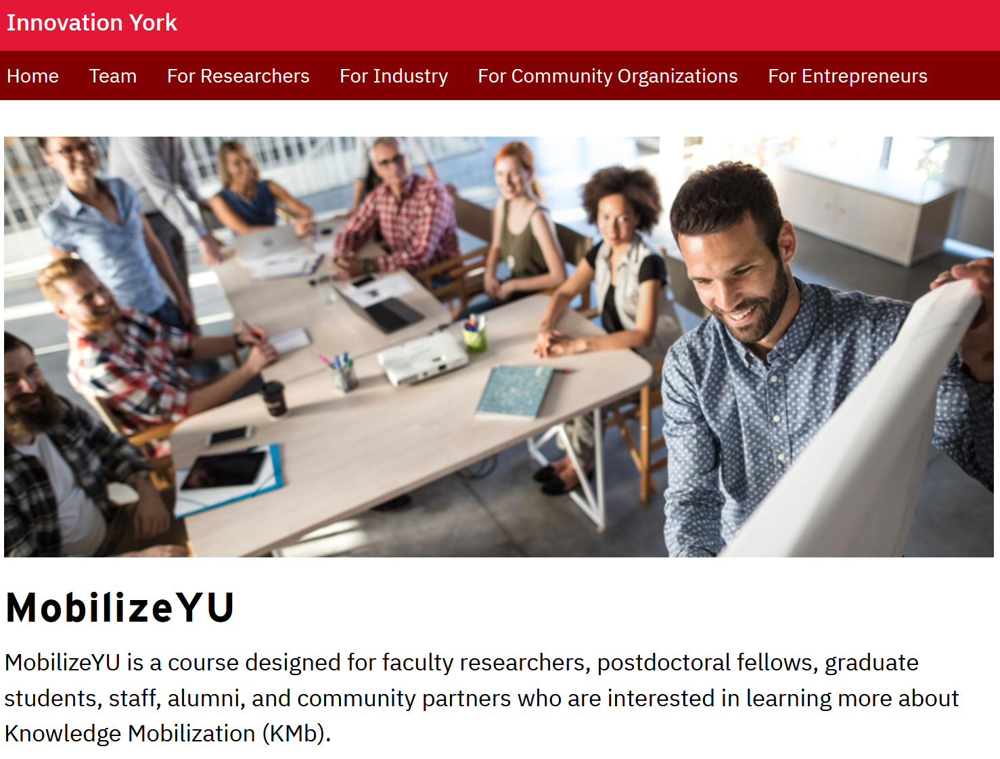 Innovation York
Home Team For Researchers For Industry For Community Organizations For Entrepreneurs
MobilizeYU
MobilizeYU is a course designed for faculty researchers, postdoctoral fellows, graduate
students, staff, alumni, and community partners who are interested in learning more about
Knowledge Mobilization (KMb).